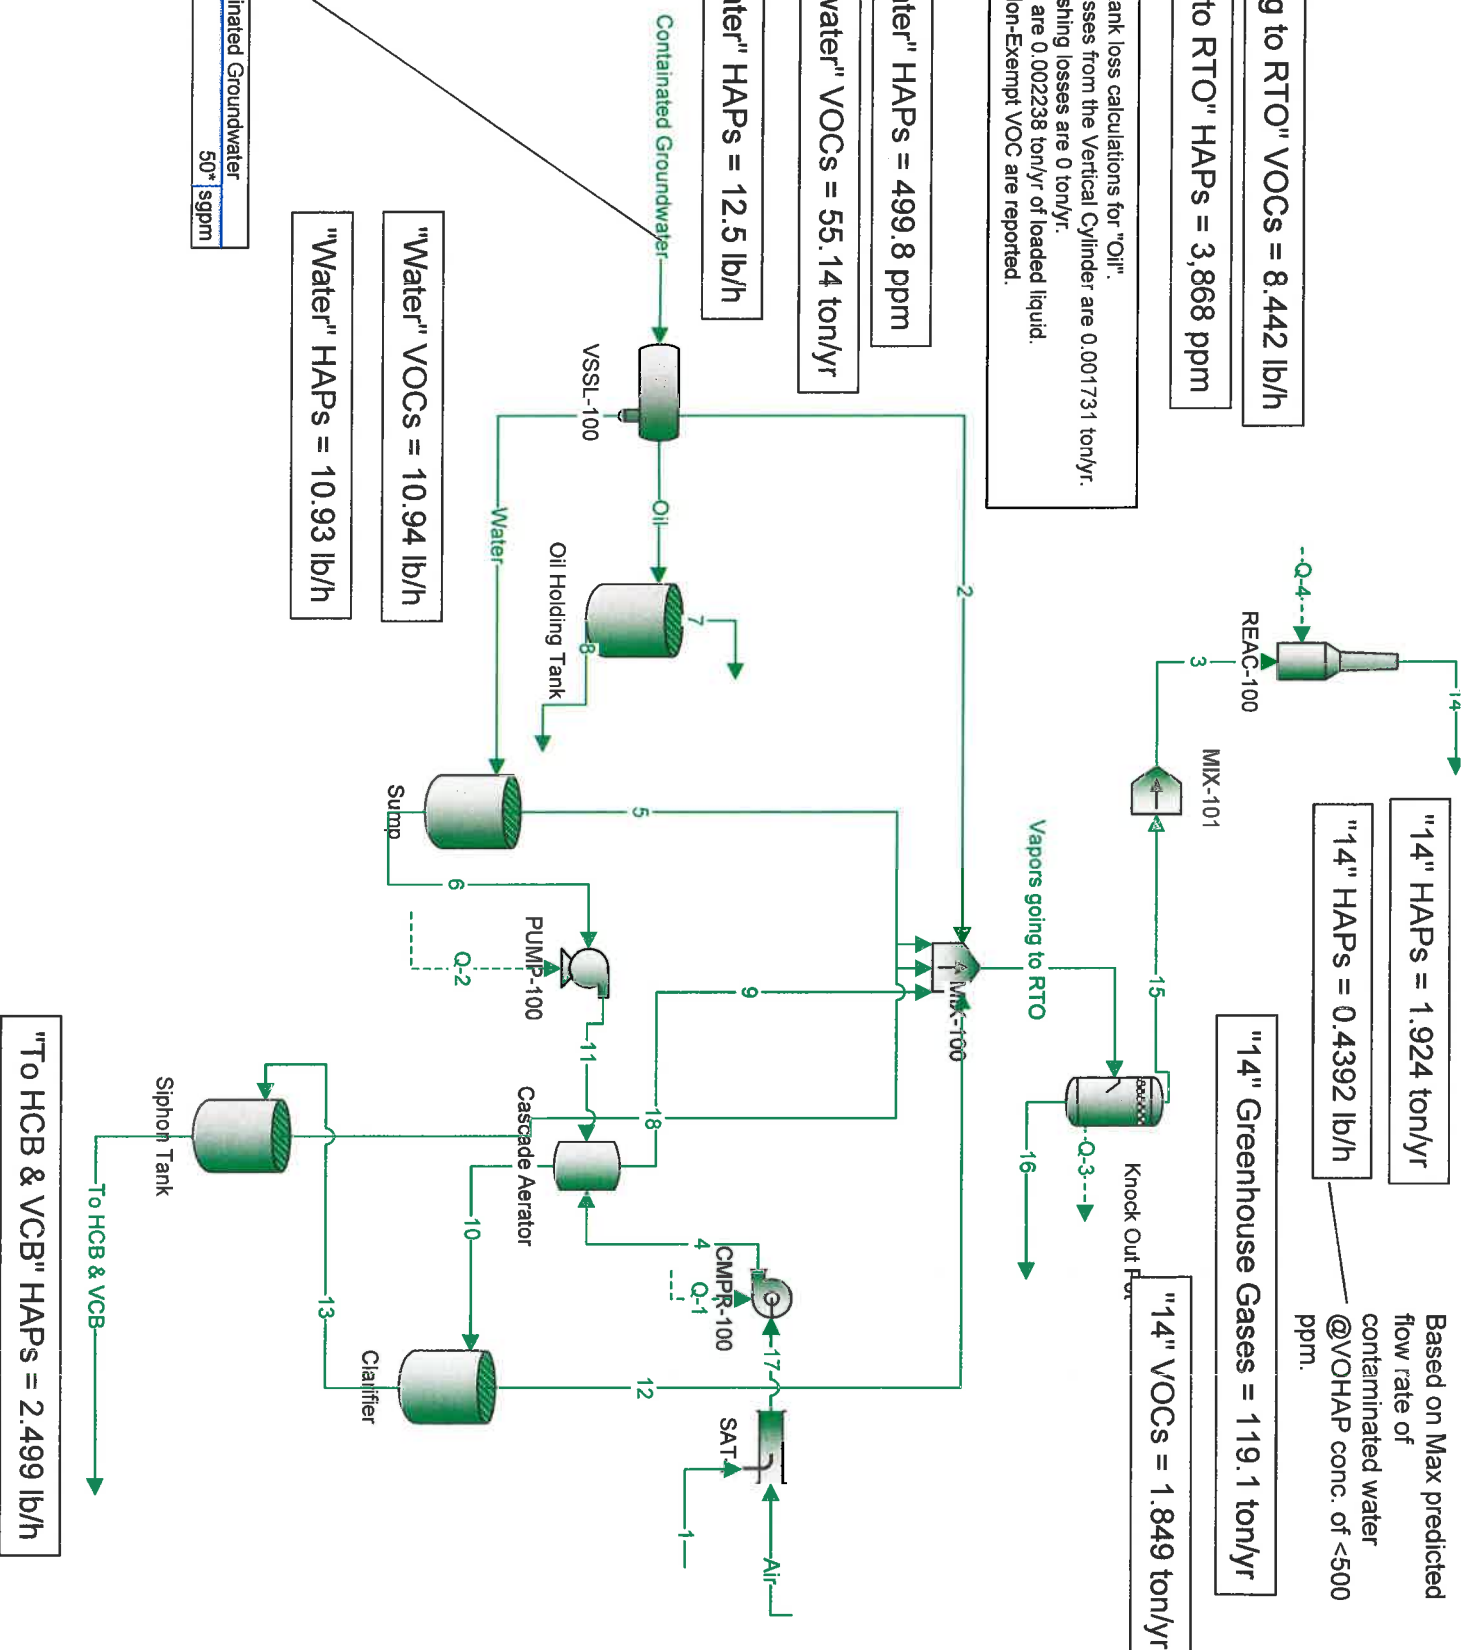 g to RTO" VOCs = 8.442 lb/h
to RTO" HAPs = 3,868 ppm
ank loss calculations for "Oil".
sses from the Vertical Cylinder are 0.001731 ton/yr.
shing losses are 0 ton/yr.
are 0.002238 ton/yr of loaded liquid.
on-Exempt VOC are reported.
ter" HAPs = 499.8 ppm
water" VOCs = 55.14 ton/yr
ter" HAPs = 12.5 lb/h
Containated Groundwater
inated Groundwater
50* sgpm
"Water" VOCs = 10.94 lb/h
"Water" HAPs = 10.93 lb/h
VSSL-100
Oil
Water
2
Oil Holding Tank
7
8
Sump
5
6
PUMP-100
Q-2
11
9
18
Cascade Aerator
10
4
CMPR-100
Q-1
17
SAT-
1
Air
12
Clarifier
13
Siphon Tank
To HCB & VCB
"To HCB & VCB" HAPs = 2.499 lb/h
MIX-100
Vapors going to RTO
Knock Out Pot
Q-3
16
15
MIX-101
3
REAC-100
Q-4
14
"14" HAPs = 1.924 ton/yr
"14" HAPs = 0.4392 lb/h
"14" Greenhouse Gases = 119.1 ton/yr
"14" VOCs = 1.849 ton/yr
Based on Max predicted
flow rate of
contaminated water
@VOHAP conc. of <500
ppm.